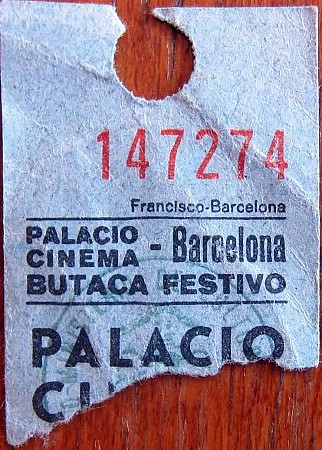 147274
Francisco-Barcelona
PALACIO CINEMA - Barcelona
BUTACA FESTIVO
PALACIO